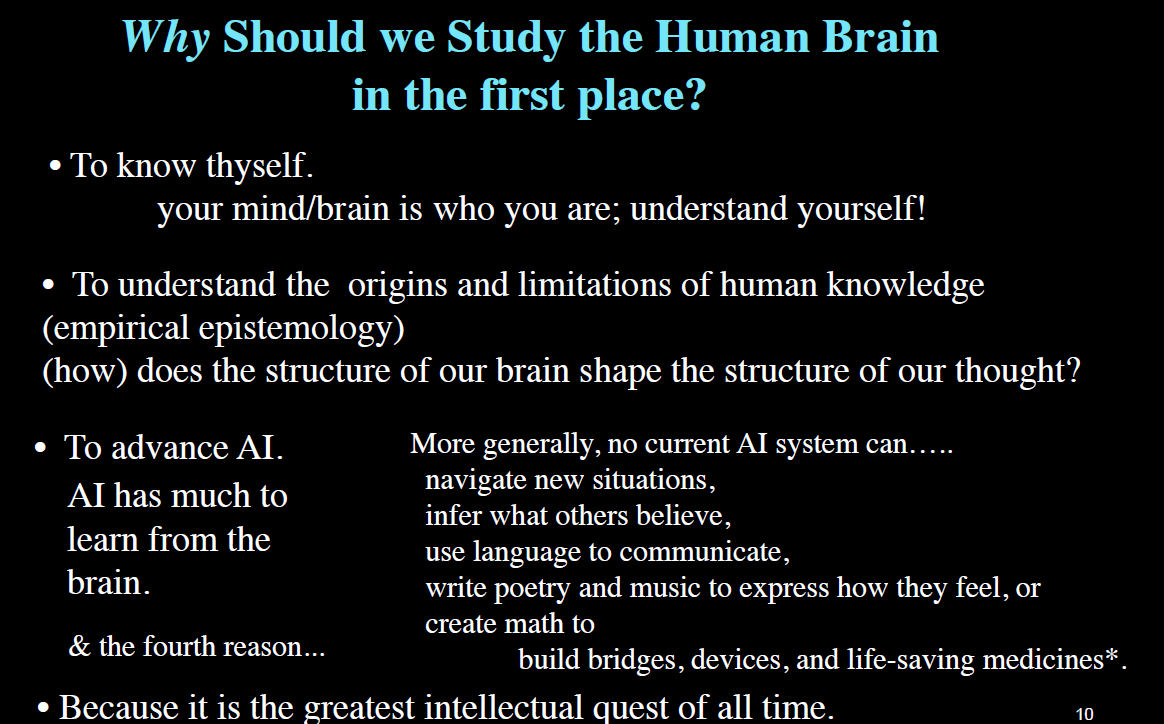 Why Should we Study the Human Brain
in the first place?
• To know thyself.
your mind/brain is who you are; understand yourself!
• To understand the origins and limitations of human knowledge
(empirical epistemology)
(how) does the structure of our brain shape the structure of our thought?
• To advance AI.
AI has much to
learn from the
brain.
More generally, no current AI system can…..
navigate new situations,
infer what others believe,
use language to communicate,
write poetry and music to express how they feel, or
create math to
build bridges, devices, and life-saving medicines*.
& the fourth reason...
• Because it is the greatest intellectual quest of all time.
10